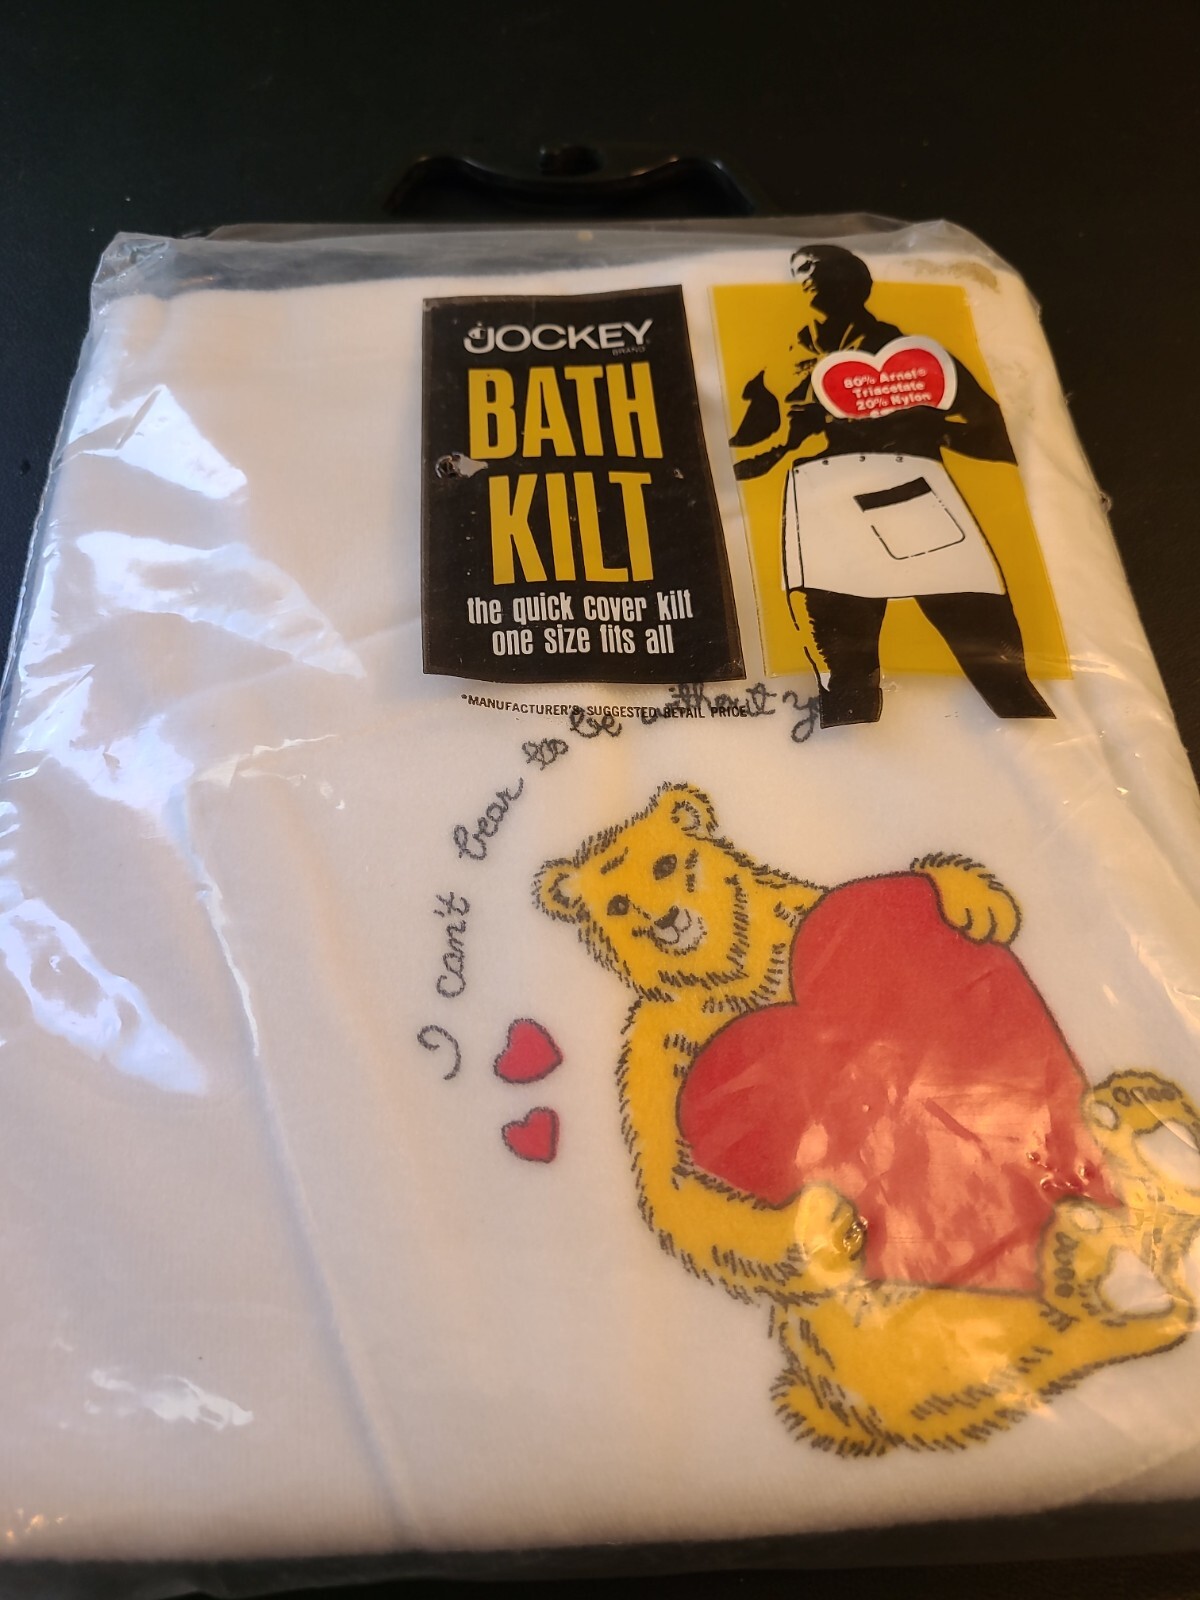 JOCKEY
BRAND
BATH
KILT
the quick cover kilt
one size fits all
80% Arnel®
Triacetate
20% Nylon
*MANUFACTURER'S SUGGESTED RETAIL PRICE
I can't bear to be without